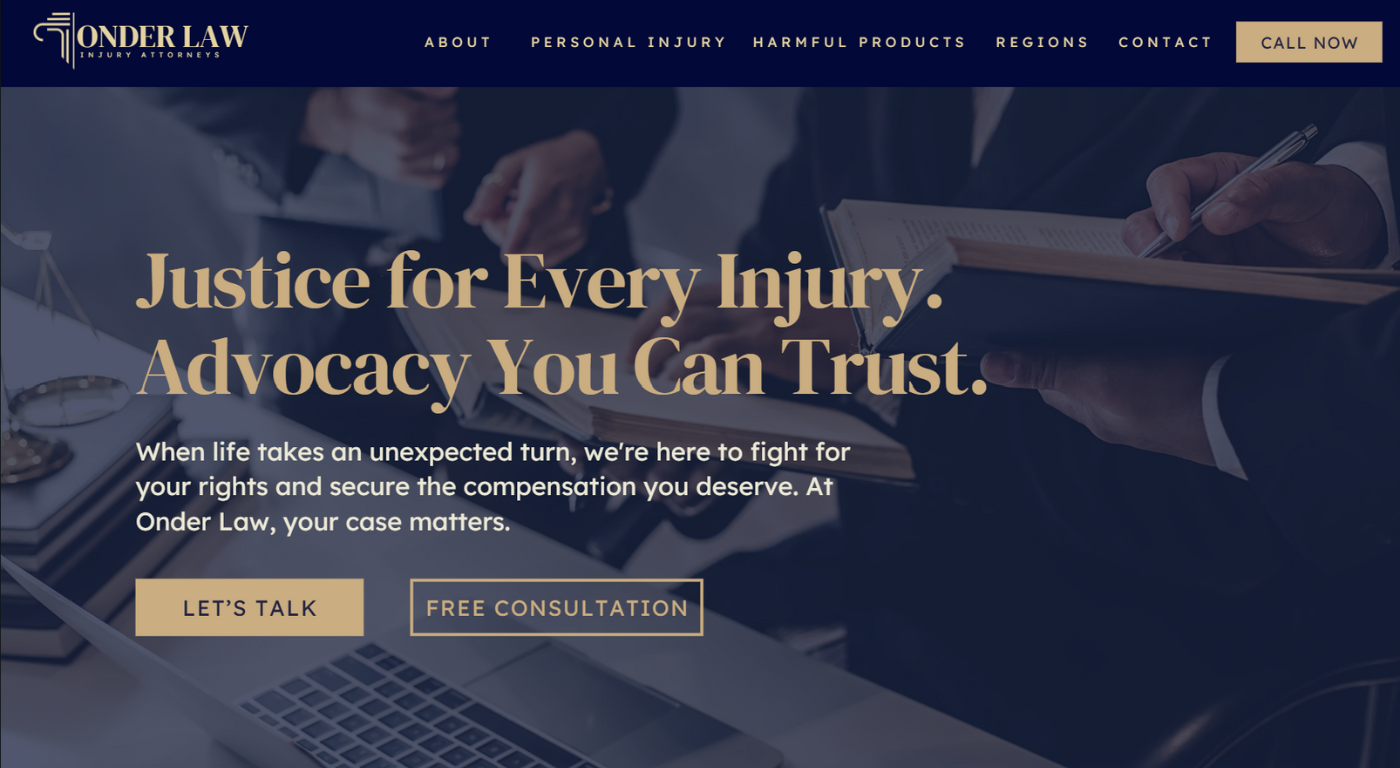 ONDER LAW
INJURY ATTORNEYS
ABOUT PERSONAL INJURY HARMFUL PRODUCTS REGIONS CONTACT CALL NOW
Justice for Every Injury.
Advocacy You Can Trust.
When life takes an unexpected turn, we're here to fight for
your rights and secure the compensation you deserve. At
Onder Law, your case matters.
LET’S TALK FREE CONSULTATION